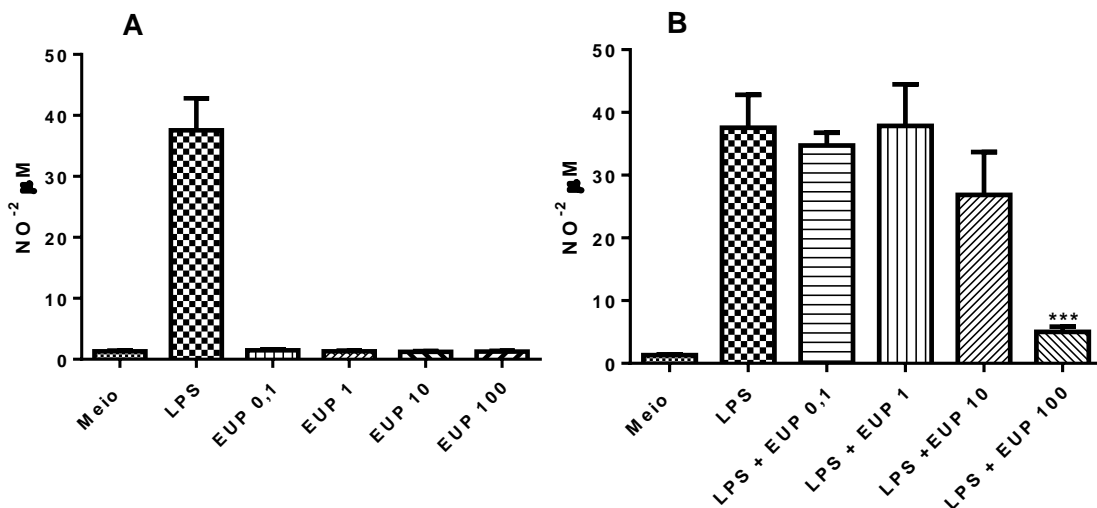 A
NO⁻² µM
50
40
30
20
10
0
Meio
LPS
EUP 0,1
EUP 1
EUP 10
EUP 100
B
NO⁻² µM
50
40
30
20
10
0
***
Meio
LPS
LPS + EUP 0,1
LPS + EUP 1
LPS +EUP 10
LPS + EUP 100